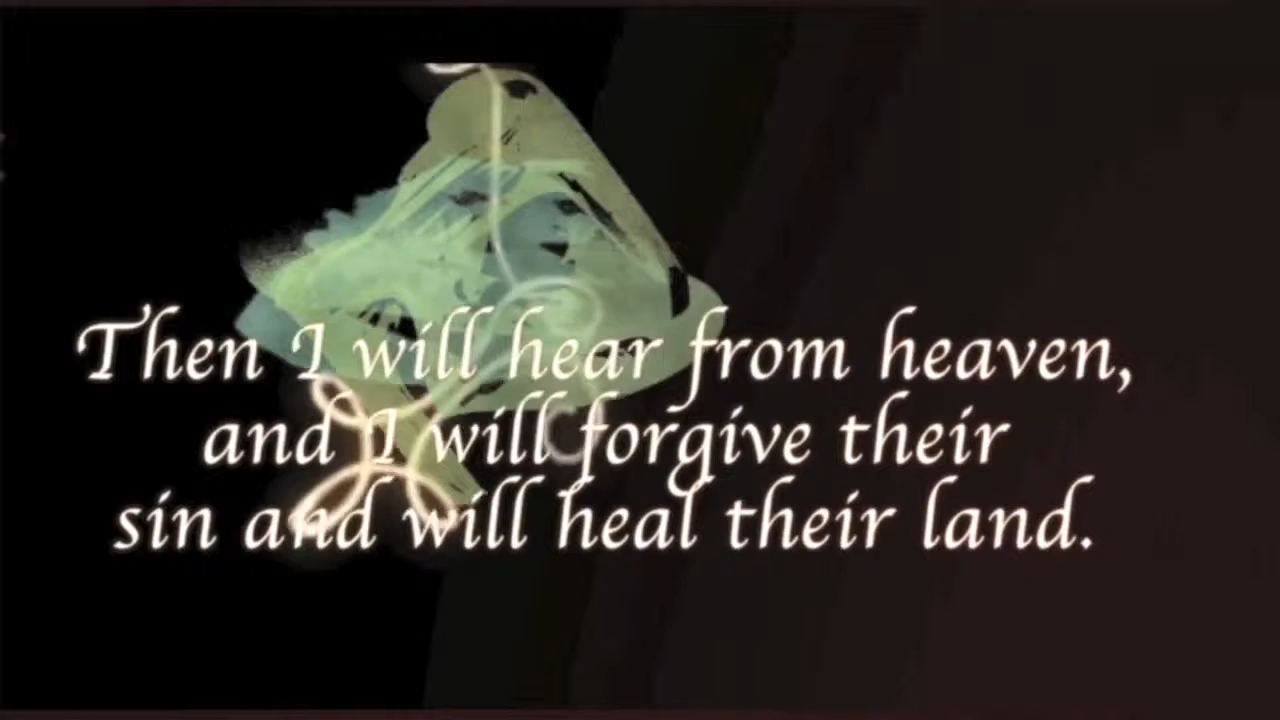 Then I will hear from heaven,
and I will forgive their
sin and will heal their land.